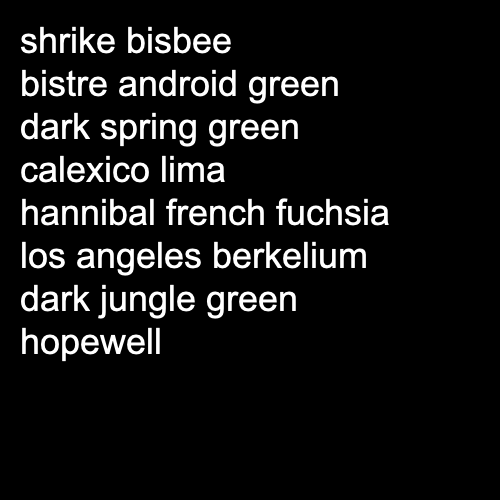 shrike bisbee
bistre android green
dark spring green
calexico lima
hannibal french fuchsia
los angeles berkelium
dark jungle green
hopewell